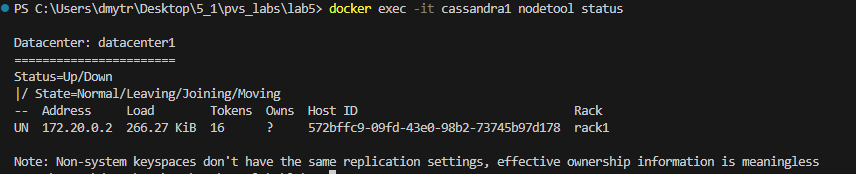 PS C:\Users\dmytr\Desktop\5_1\pvs_labs\lab5> docker exec -it cassandra1 nodetool status
Datacenter: datacenter1
=======================
Status=Up/Down
|/ State=Normal/Leaving/Joining/Moving
--  Address     Load        Tokens  Owns  Host ID                               Rack
UN  172.20.0.2  266.27 KiB  16      ?     572bffc9-09fd-43e0-98b2-73745b97d178  rack1
Note: Non-system keyspaces don't have the same replication settings, effective ownership information is meaningless